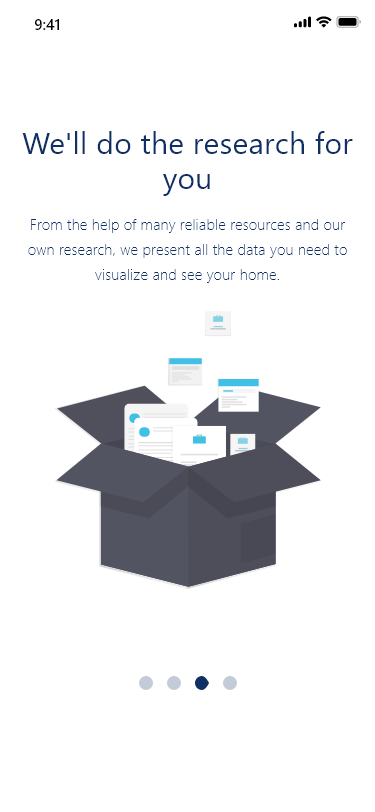 9:41
We'll do the research for
you
From the help of many reliable resources and our
own research, we present all the data you need to
visualize and see your home.